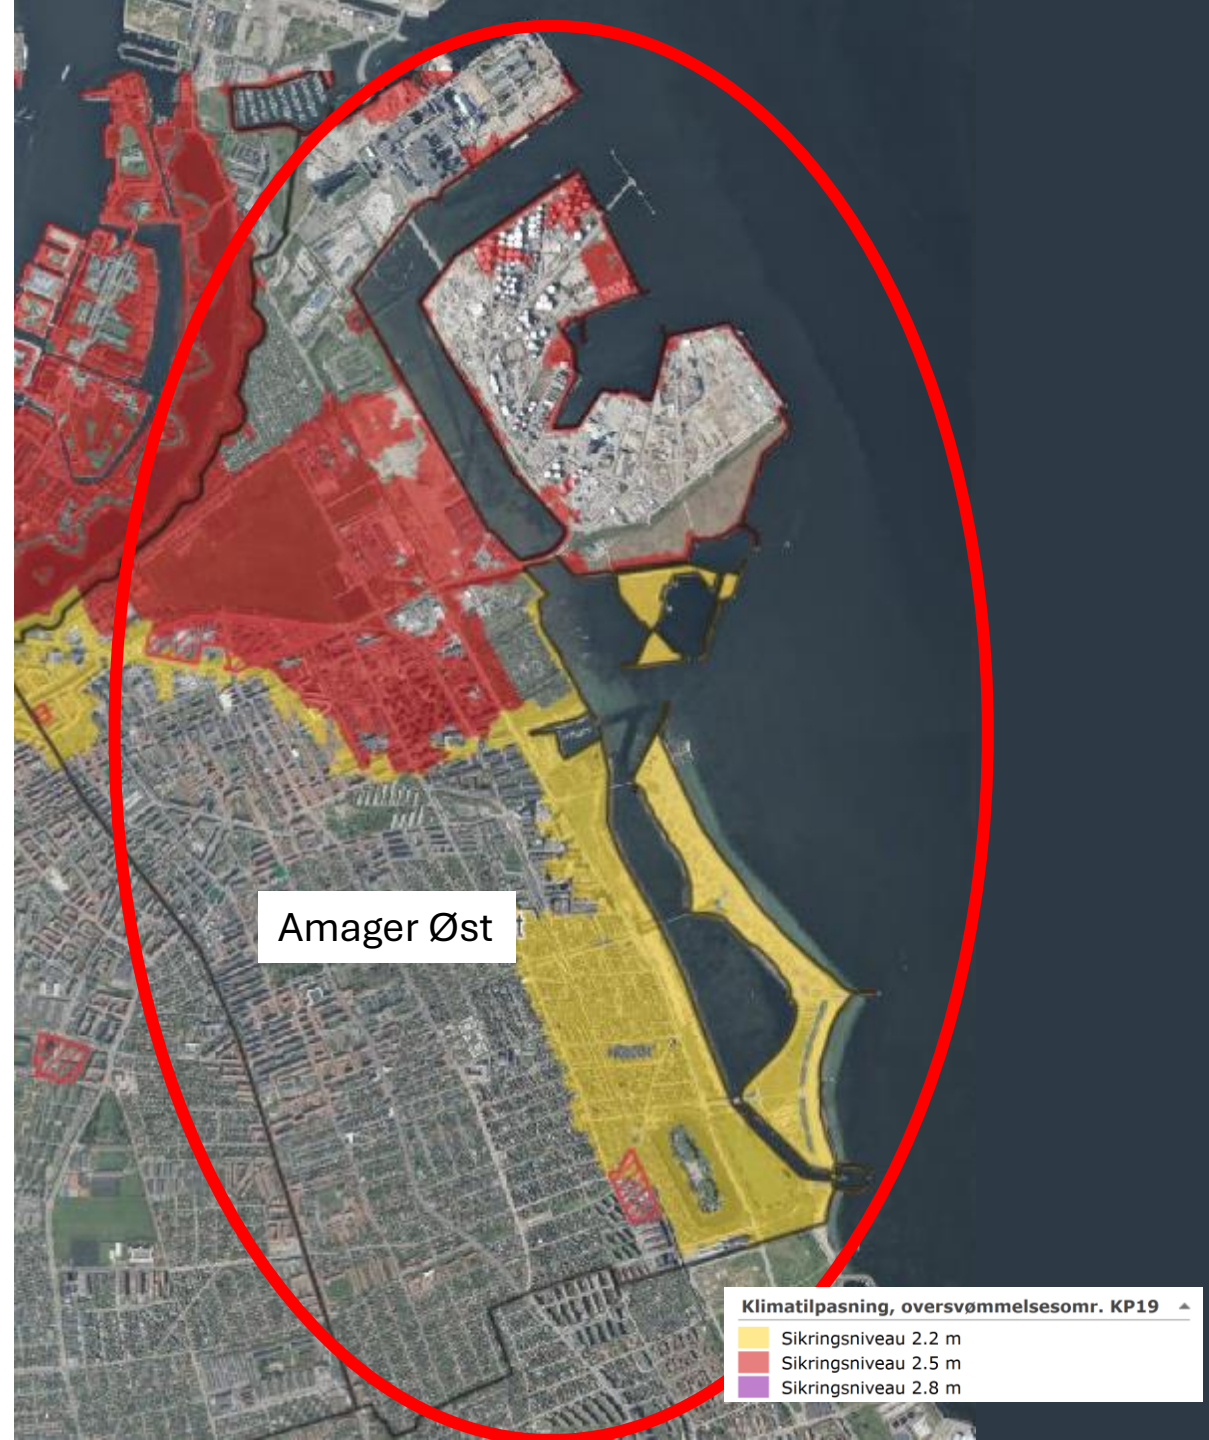 Amager Øst
t
Klimatilpasning, oversvømmelsesomr. KP19
Sikringsniveau 2.2 m
Sikringsniveau 2.5 m
Sikringsniveau 2.8 m